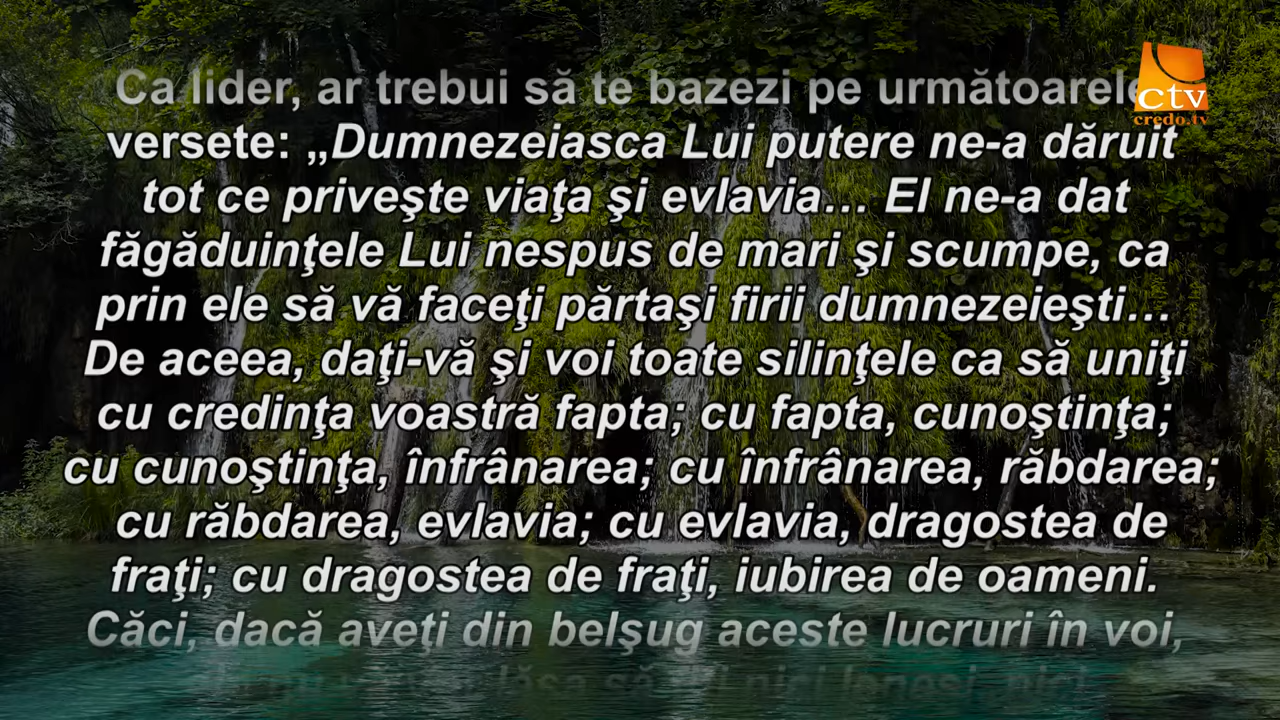 Ca lider, ar trebui să te bazezi pe următoarele
versete: „Dumnezeiasca Lui putere ne-a dăruit
tot ce priveşte viaţa şi evlavia... El ne-a dat
făgăduinţele Lui nespus de mari şi scumpe, ca
prin ele să vă faceţi părtaşi firii dumnezeieşti...
De aceea, daţi-vă şi voi toate silinţele ca să uniţi
cu credinţa voastră fapta; cu fapta, cunoştinţa;
cu cunoştinţa, înfrânarea; cu înfrânarea, răbdarea;
cu răbdarea, evlavia; cu evlavia, dragostea de
fraţi; cu dragostea de fraţi, iubirea de oameni.
Căci, dacă aveţi din belşug aceste lucruri în voi,
lăsa să nici nici
ctv
credo.tv